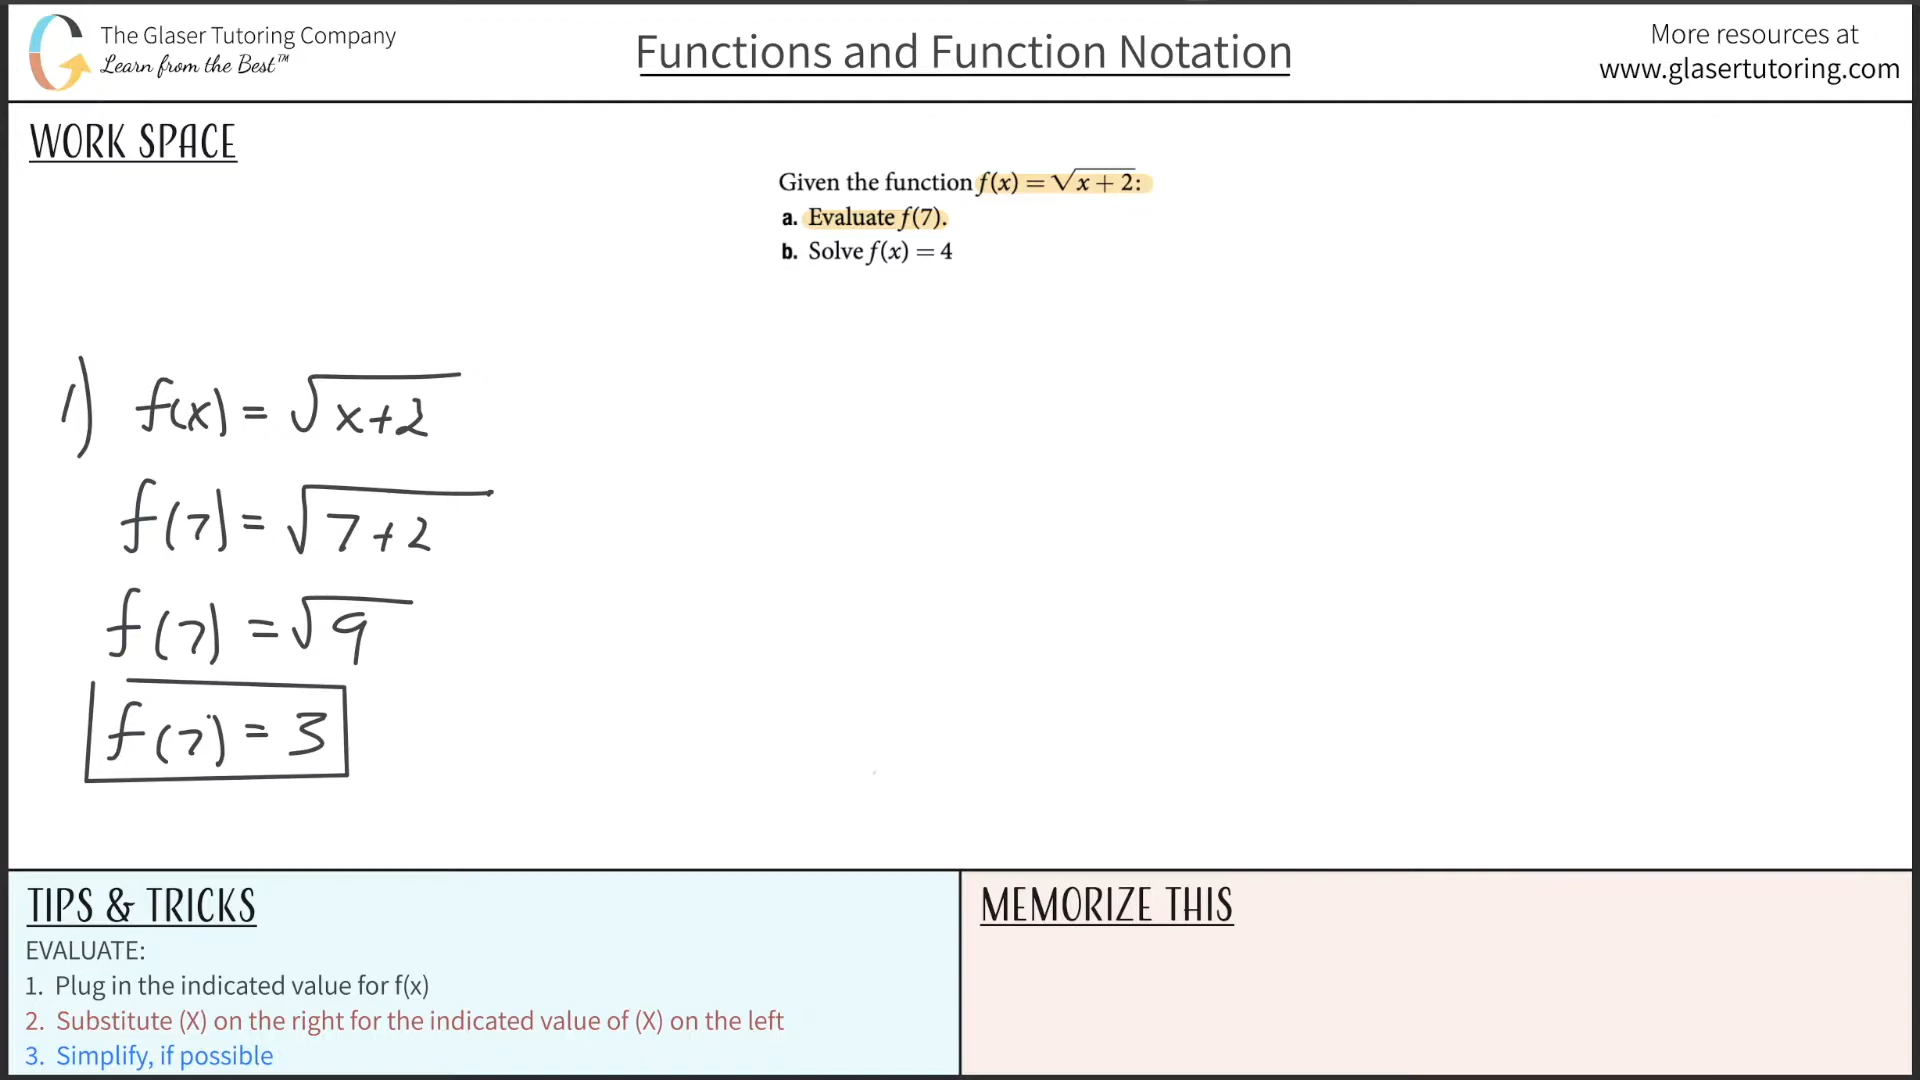 The Glaser Tutoring Company
Learn from the Best™
Functions and Function Notation
More resources at
www.glasertutoring.com
WORK SPACE
Given the function f(x) = √x + 2:
a. Evaluate f(7).
b. Solve f(x) = 4
1) f(x) = √x+2
f(7) = √7+2
f(7) = √9
f(7) = 3
TIPS & TRICKS
EVALUATE:
1. Plug in the indicated value for f(x)
2. Substitute (X) on the right for the indicated value of (X) on the left
3. Simplify, if possible
MEMORIZE THIS